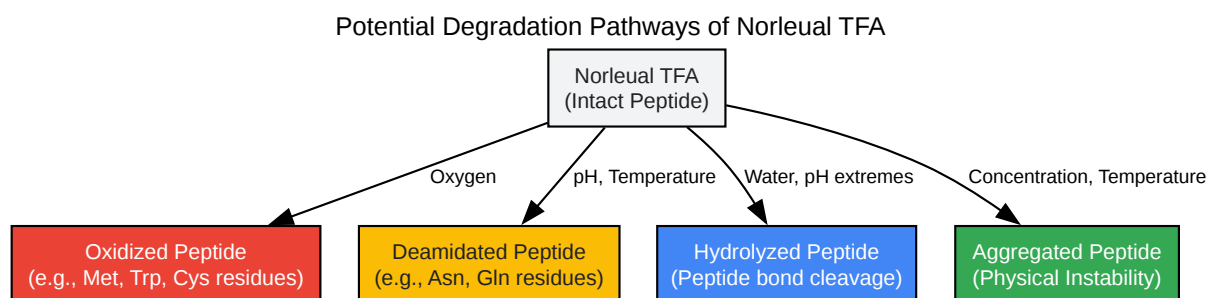 Potential Degradation Pathways of Norleual TFA
Norleual TFA
(Intact Peptide)
Oxygen
pH, Temperature
Water, pH extremes
Concentration, Temperature
Oxidized Peptide
(e.g., Met, Trp, Cys residues)
Deamidated Peptide
(e.g., Asn, Gln residues)
Hydrolyzed Peptide
(Peptide bond cleavage)
Aggregated Peptide
(Physical Instability)